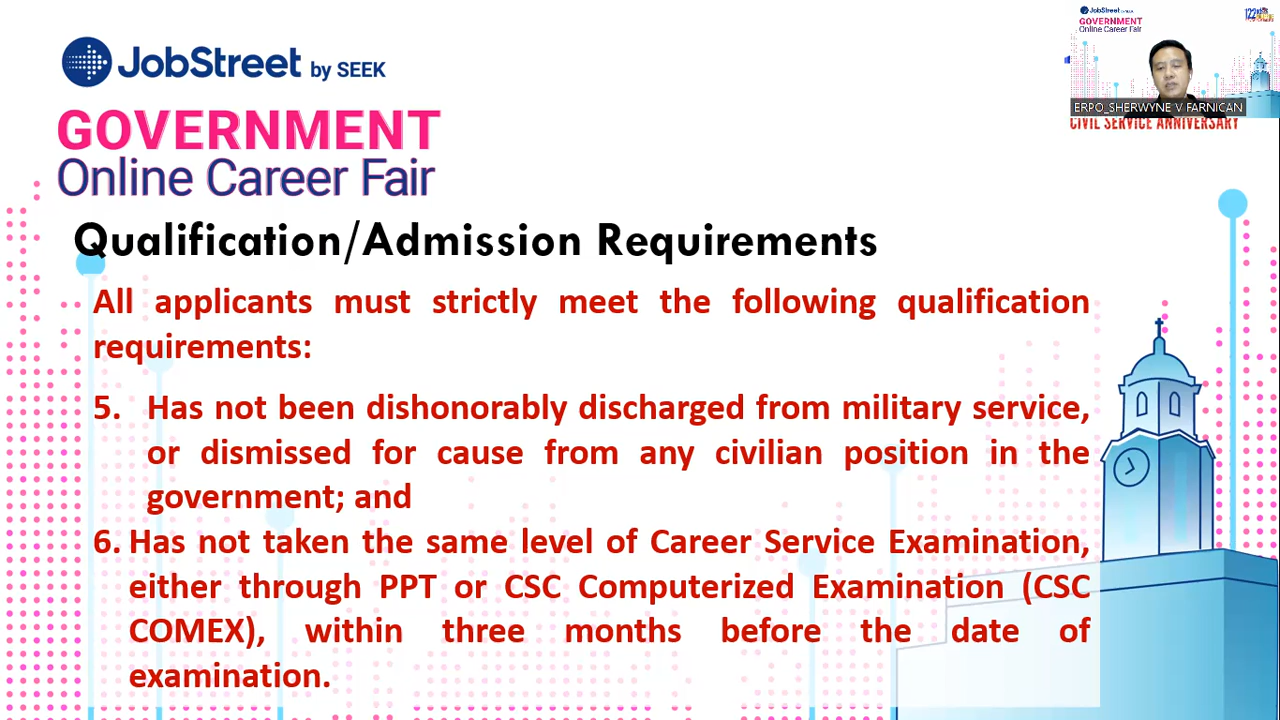 JobStreet by SEEK
GOVERNMENT
Online Career Fair
JobStreet by SEEK
GOVERNMENT
Online Career Fair
122
ERPO_SHERWYNE V FARNICAN
CIVIL SERVICE ANNIVERSARY
Qualification/Admission Requirements
All applicants must strictly meet the following qualification
requirements:
5. Has not been dishonorably discharged from military service,
or dismissed for cause from any civilian position in the
government; and
6. Has not taken the same level of Career Service Examination,
either through PPT or CSC Computerized Examination (CSC
COMEX), within three months before the date of
examination.